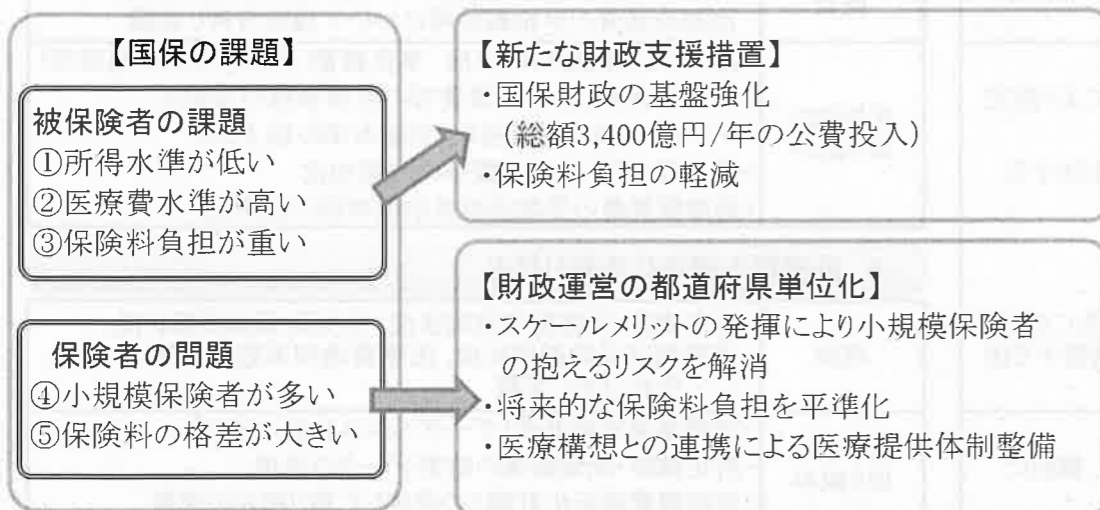 【国保の課題】
被保険者の課題
①所得水準が低い
②医療費水準が高い
③保険料負担が重い
保険者の問題
④小規模保険者が多い
⑤保険料の格差が大きい
【新たな財政支援措置】
・国保財政の基盤強化
(総額3,400億円/年の公費投入)
・保険料負担の軽減
【財政運営の都道府県単位化】
・スケールメリットの発揮により小規模保険者
の抱えるリスクを解消
・将来的な保険料負担を平準化
・医療構想との連携による医療提供体制整備